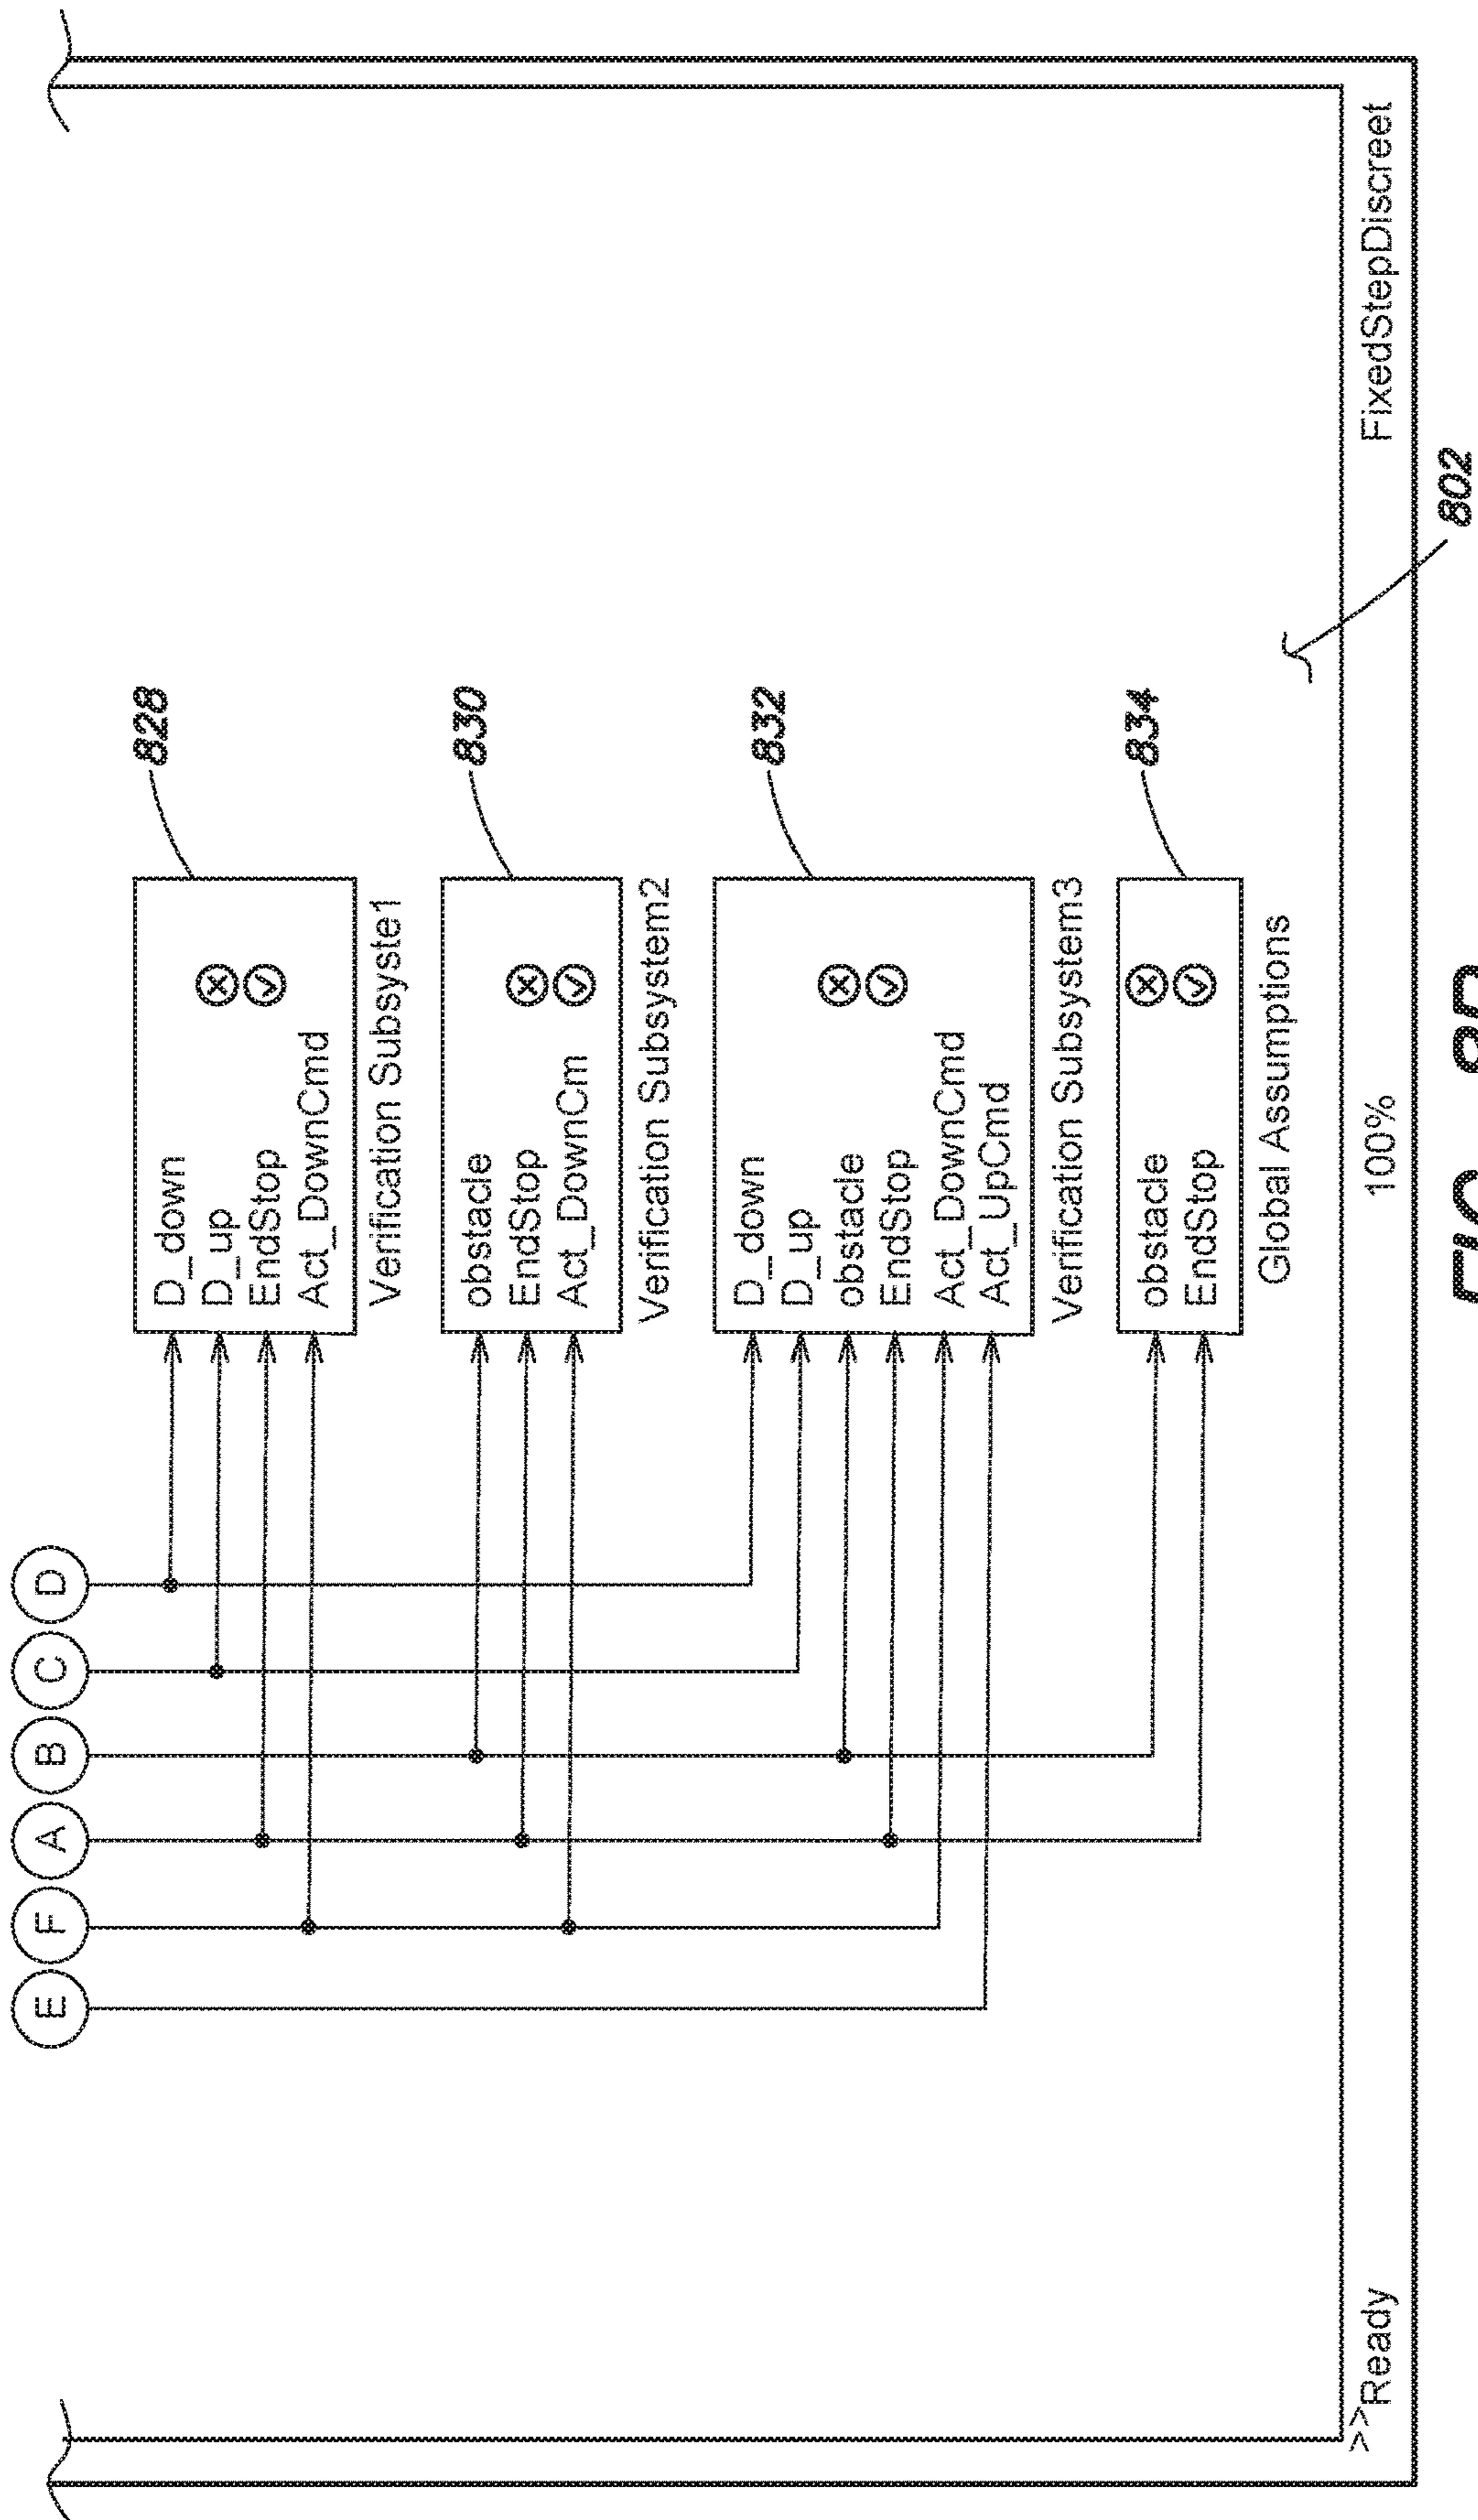 E F A B C D
D_down
D_up
EndStop
Act_DownCmd
Verification Subsyste1
828
obstacle
EndStop
Act_DownCm
Verification Subsystem2
830
D_down
D_up
obstacle
EndStop
Act_DownCmd
Act_UpCmd
Verification Subsystem3
832
obstacle
EndStop
Global Assumptions
834
>>
Ready 100% FixedStepDiscreet
802